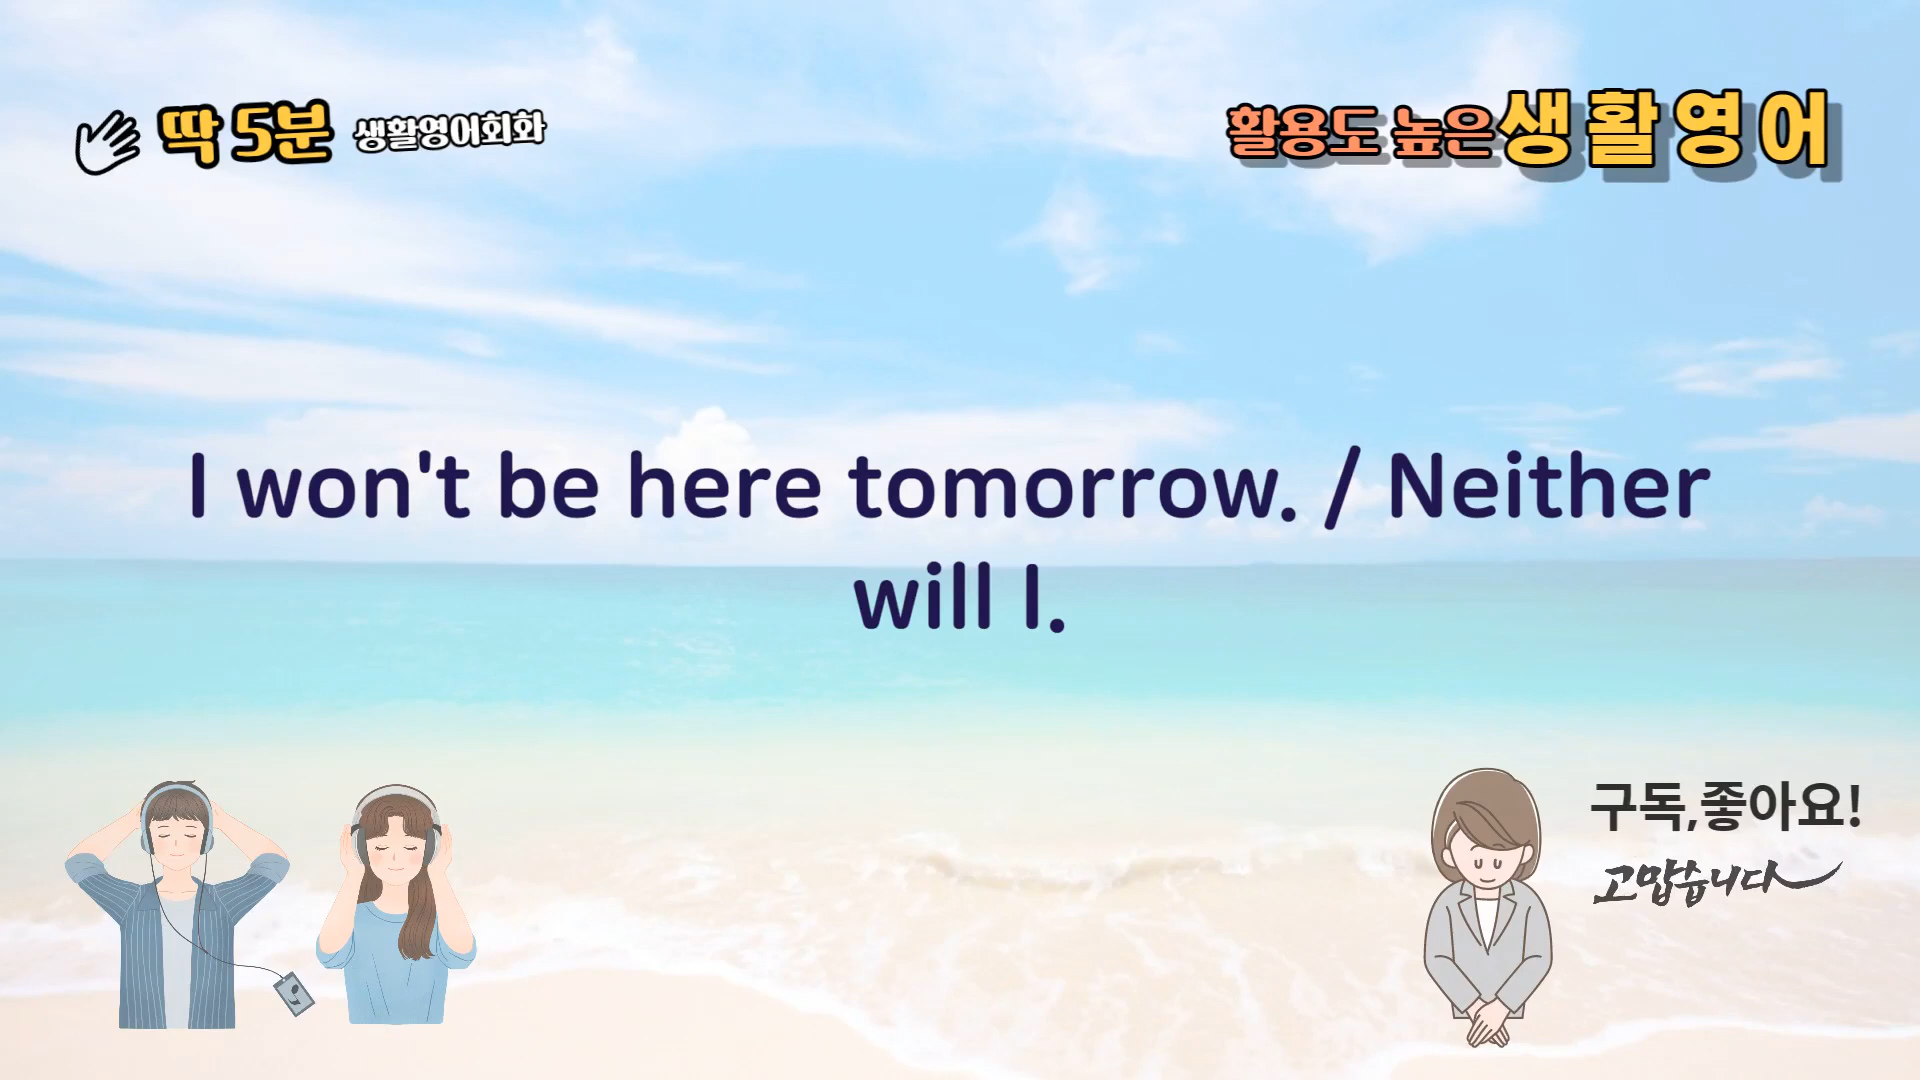 딱 5분 생활영어회화
활용도 높은 생활영어
I won't be here tomorrow. / Neither
will I.
구독,좋아요!
고맙습니다